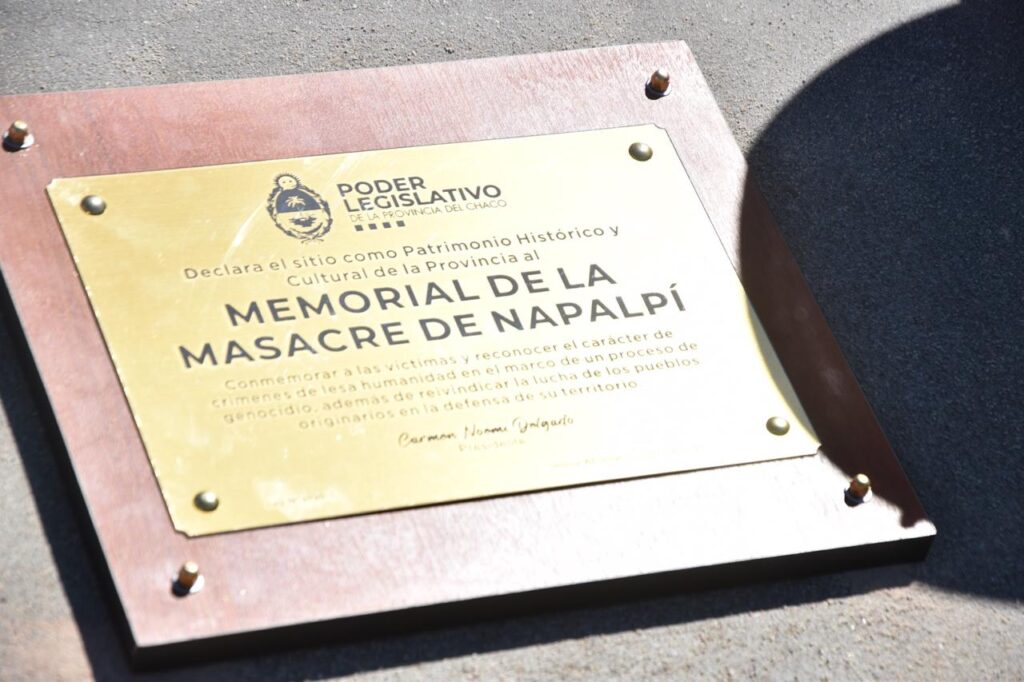 PODER
LEGISLATIVO
DE LA PROVINCIA DEL CHACO
Declara el sitio como Patrimonio Histórico y
Cultural de la Provincia al
MEMORIAL DE LA
MASACRE DE NAPALPÍ
Conmemorar a las víctimas y reconocer el carácter de
crímenes de lesa humanidad en el marco de un proceso de
genocidio, además de reivindicar la lucha de los pueblos
originarios en la defensa de su territorio
Carmen Noemí Delgado
Presidenta